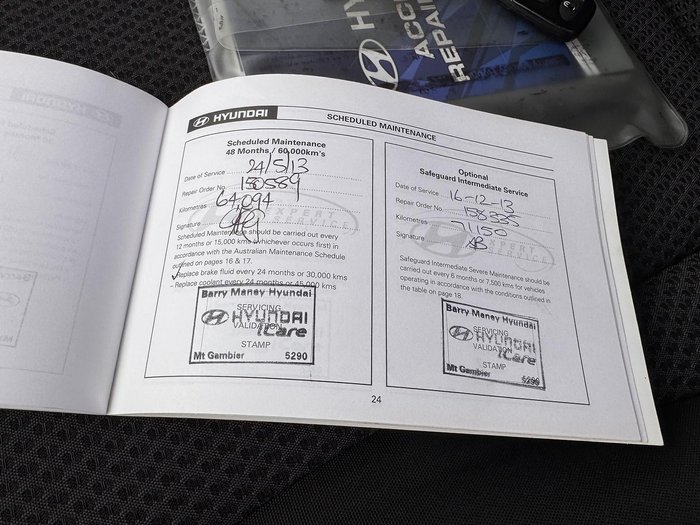 HYUNDAI
ACC
REPAIR
HYUNDAI
SCHEDULED MAINTENANCE
Scheduled Maintenance
48 Months / 60,000km's
Date of Service 24/5/13
Repair Order No. 150589
Kilometres 64,094
Signature
Scheduled Maintenance should be carried out every
12 months or 15,000 kms (whichever occurs first) in
accordance with the Australian Maintenance Schedule
outlined on pages 16 & 17.
- Replace brake fluid every 24 months or 30,000 kms
- Replace coolant every 24 months or 45,000 kms
Barry Maney Hyundai
SERVICING
HYUNDAI
VALIDATION
iCare
STAMP
Mt Gambier 5290
Optional
Safeguard Intermediate Service
Date of Service 16-12-13
Repair Order No. 158335
Kilometres 71150
Signature
EXPERT
SERVICE
Safeguard Intermediate Severe Maintenance should be
carried out every 6 months or 7,500 kms for vehicles
operating in accordance with the conditions outlined in
the table on page 18.
Barry Maney Hyundai
SERVICING
HYUNDAI
VALIDATION
iCare
STAMP
Mt Gambier 5290
24